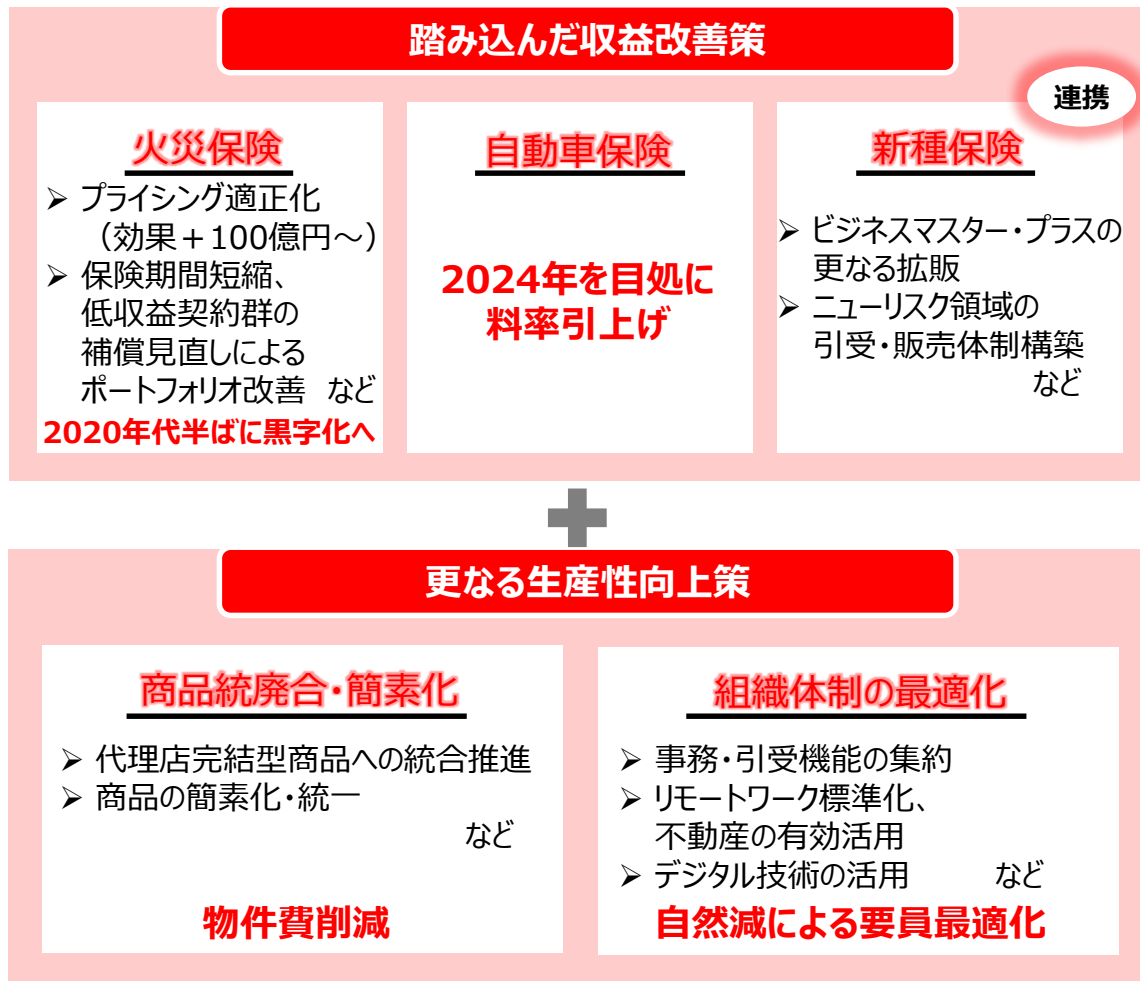 踏み込んだ収益改善策
連携
火災保険
➢ プライシング適正化
（効果＋100億円～）
➢ 保険期間短縮、
低収益契約群の
補償見直しによる
ポートフォリオ改善 など
2020年代半ばに黒字化へ
自動車保険
2024年を目処に
料率引上げ
新種保険
➢ ビジネスマスター・プラスの
更なる拡販
➢ ニューリスク領域の
引受・販売体制構築
など
更なる生産性向上策
商品統廃合・簡素化
➢ 代理店完結型商品への統合推進
➢ 商品の簡素化・統一
など
物件費削減
組織体制の最適化
➢ 事務・引受機能の集約
➢ リモートワーク標準化、
不動産の有効活用
➢ デジタル技術の活用 など
自然減による要員最適化